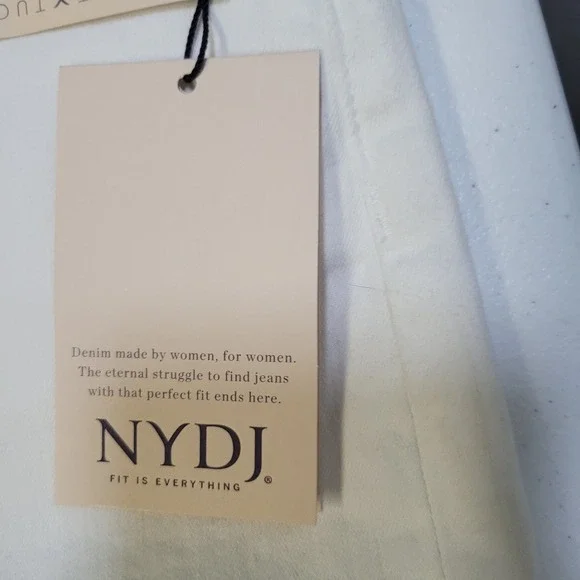 Denim made by women, for women.
The eternal struggle to find jeans
with that perfect fit ends here.
NYDJ®
FIT IS EVERYTHING